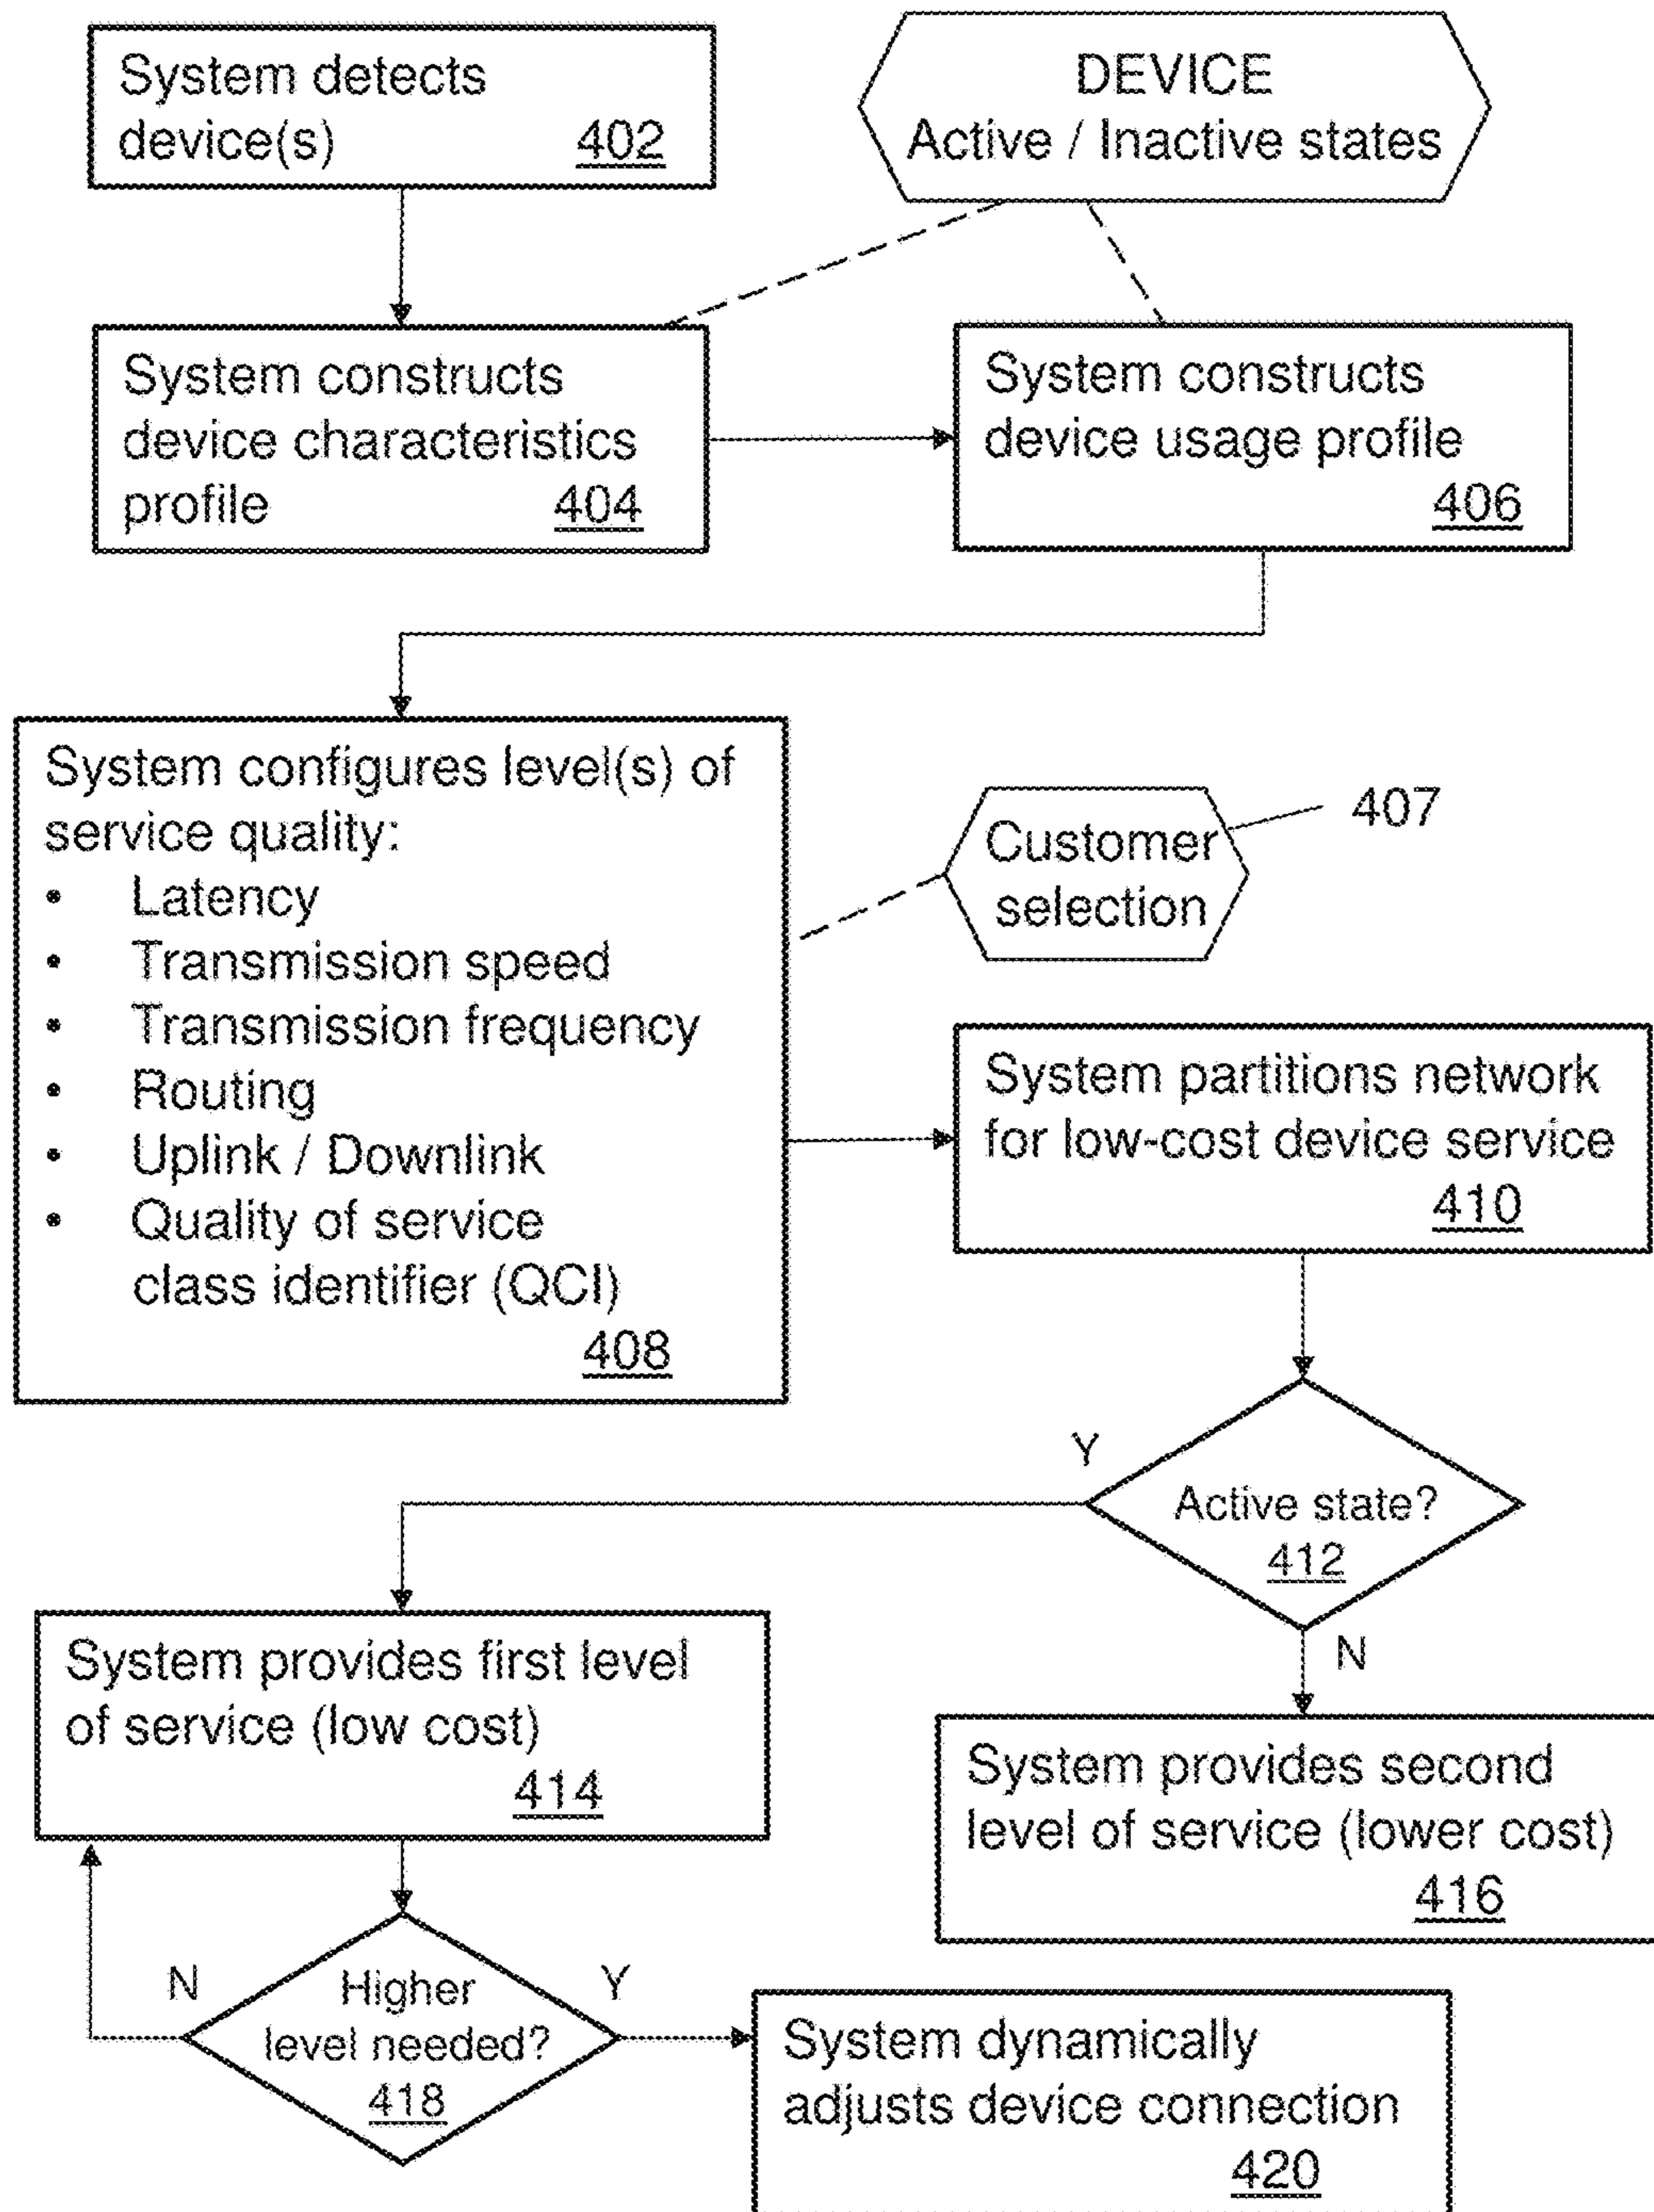 System detects
device(s) 402
DEVICE
Active / Inactive states
System constructs
device characteristics
profile 404
System constructs
device usage profile
406
System configures level(s) of
service quality:
• Latency
• Transmission speed
• Transmission frequency
• Routing
• Uplink / Downlink
• Quality of service
class identifier (QCI)
408
Customer
selection
407
System partitions network
for low-cost device service
410
Active state?
412
Y
N
System provides first level
of service (low cost)
414
System provides second
level of service (lower cost)
416
Higher
level needed?
418
N
Y
System dynamically
adjusts device connection
420